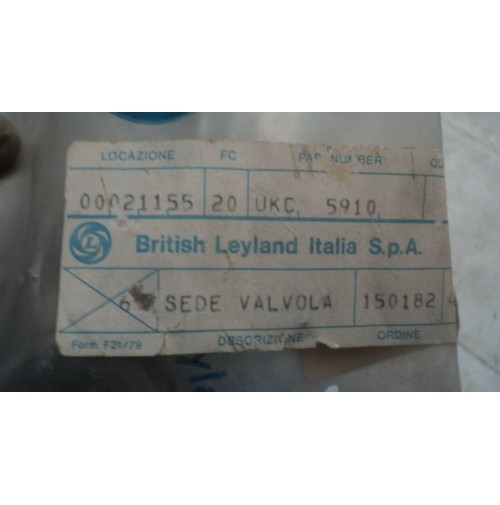 LOCAZIONE FC PART NUMBER QU
00021155 20 UKC 5910
L British Leyland Italia S.p.A.
6 SEDE VALVOLA 150182
Form. F21/79 DESCRIZIONE ORDINE